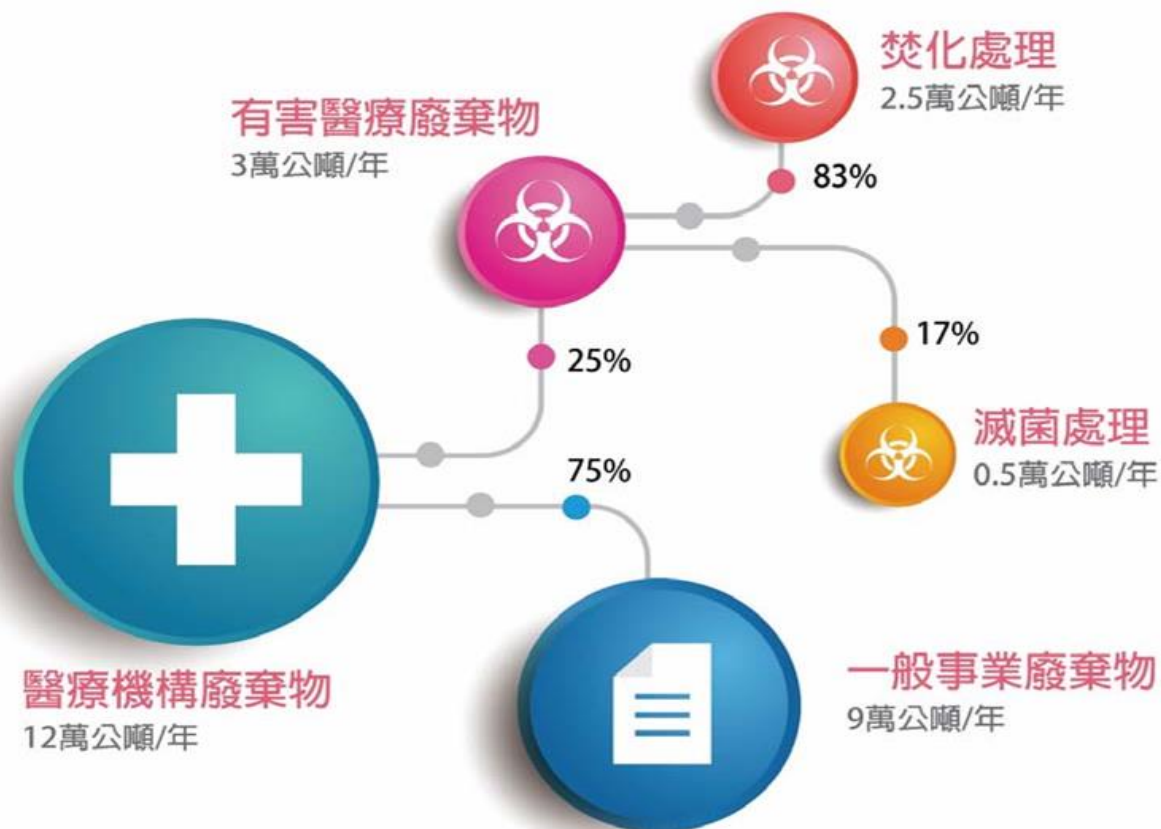 焚化處理
2.5萬公噸/年
有害醫療廢棄物
3萬公噸/年
83%
17%
25%
滅菌處理
0.5萬公噸/年
75%
醫療機構廢棄物
12萬公噸/年
一般事業廢棄物
9萬公噸/年